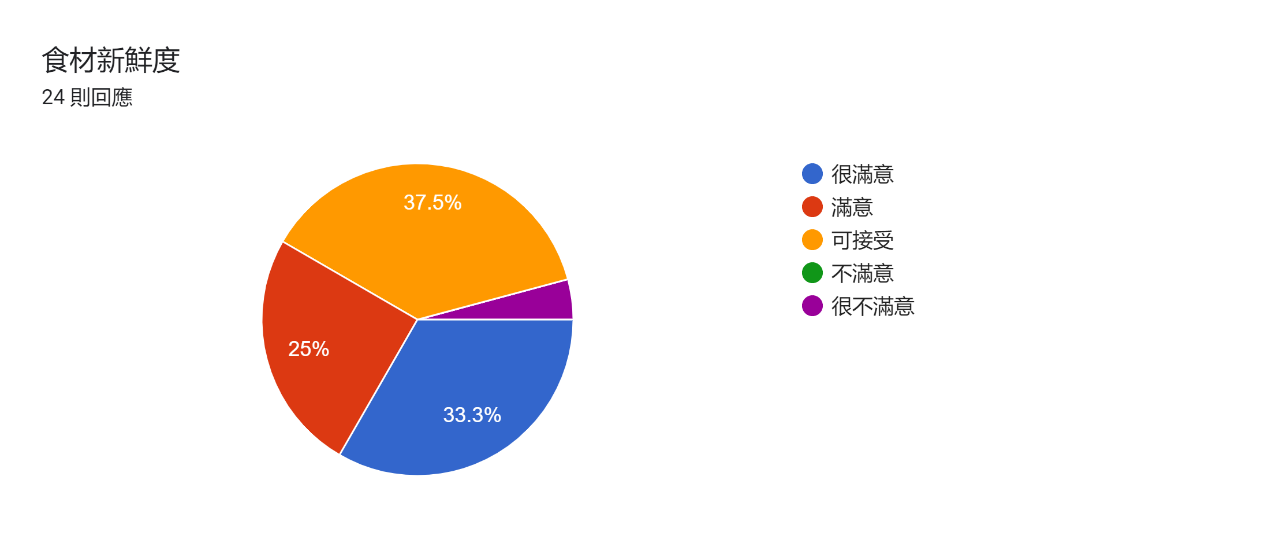 食材新鮮度
24 則回應
37.5%
25%
33.3%
很滿意
滿意
可接受
不滿意
很不滿意